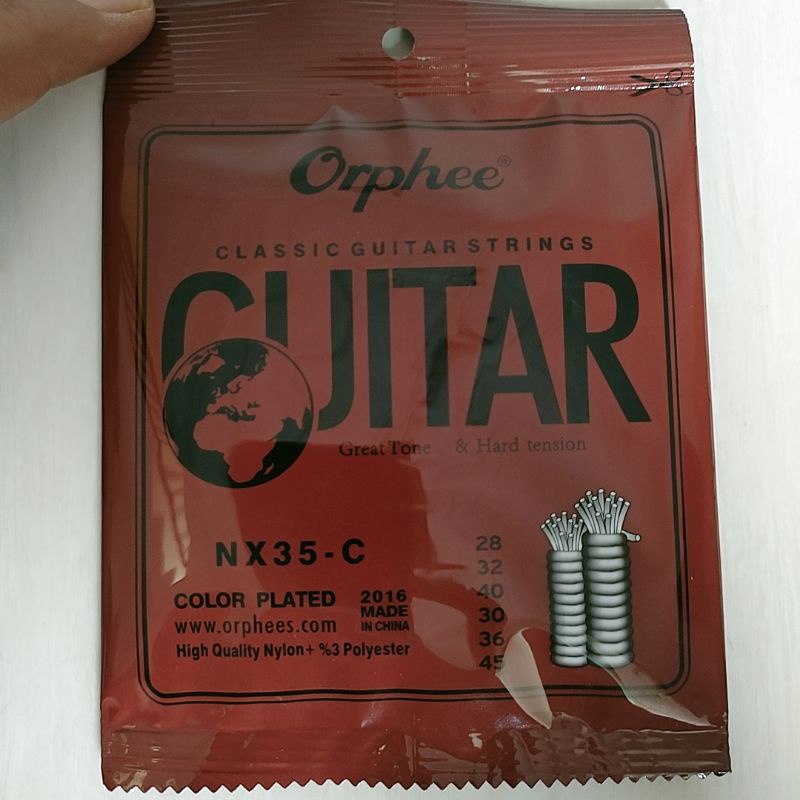 Orphee®
CLASSIC GUITAR STRINGS
GUITAR
Great Tone & Hard tension
NX35-C
COLOR PLATED
2016
MADE
IN CHINA
www.orphees.com
High Quality Nylon+ %3 Polyester
28
32
40
30
36
45